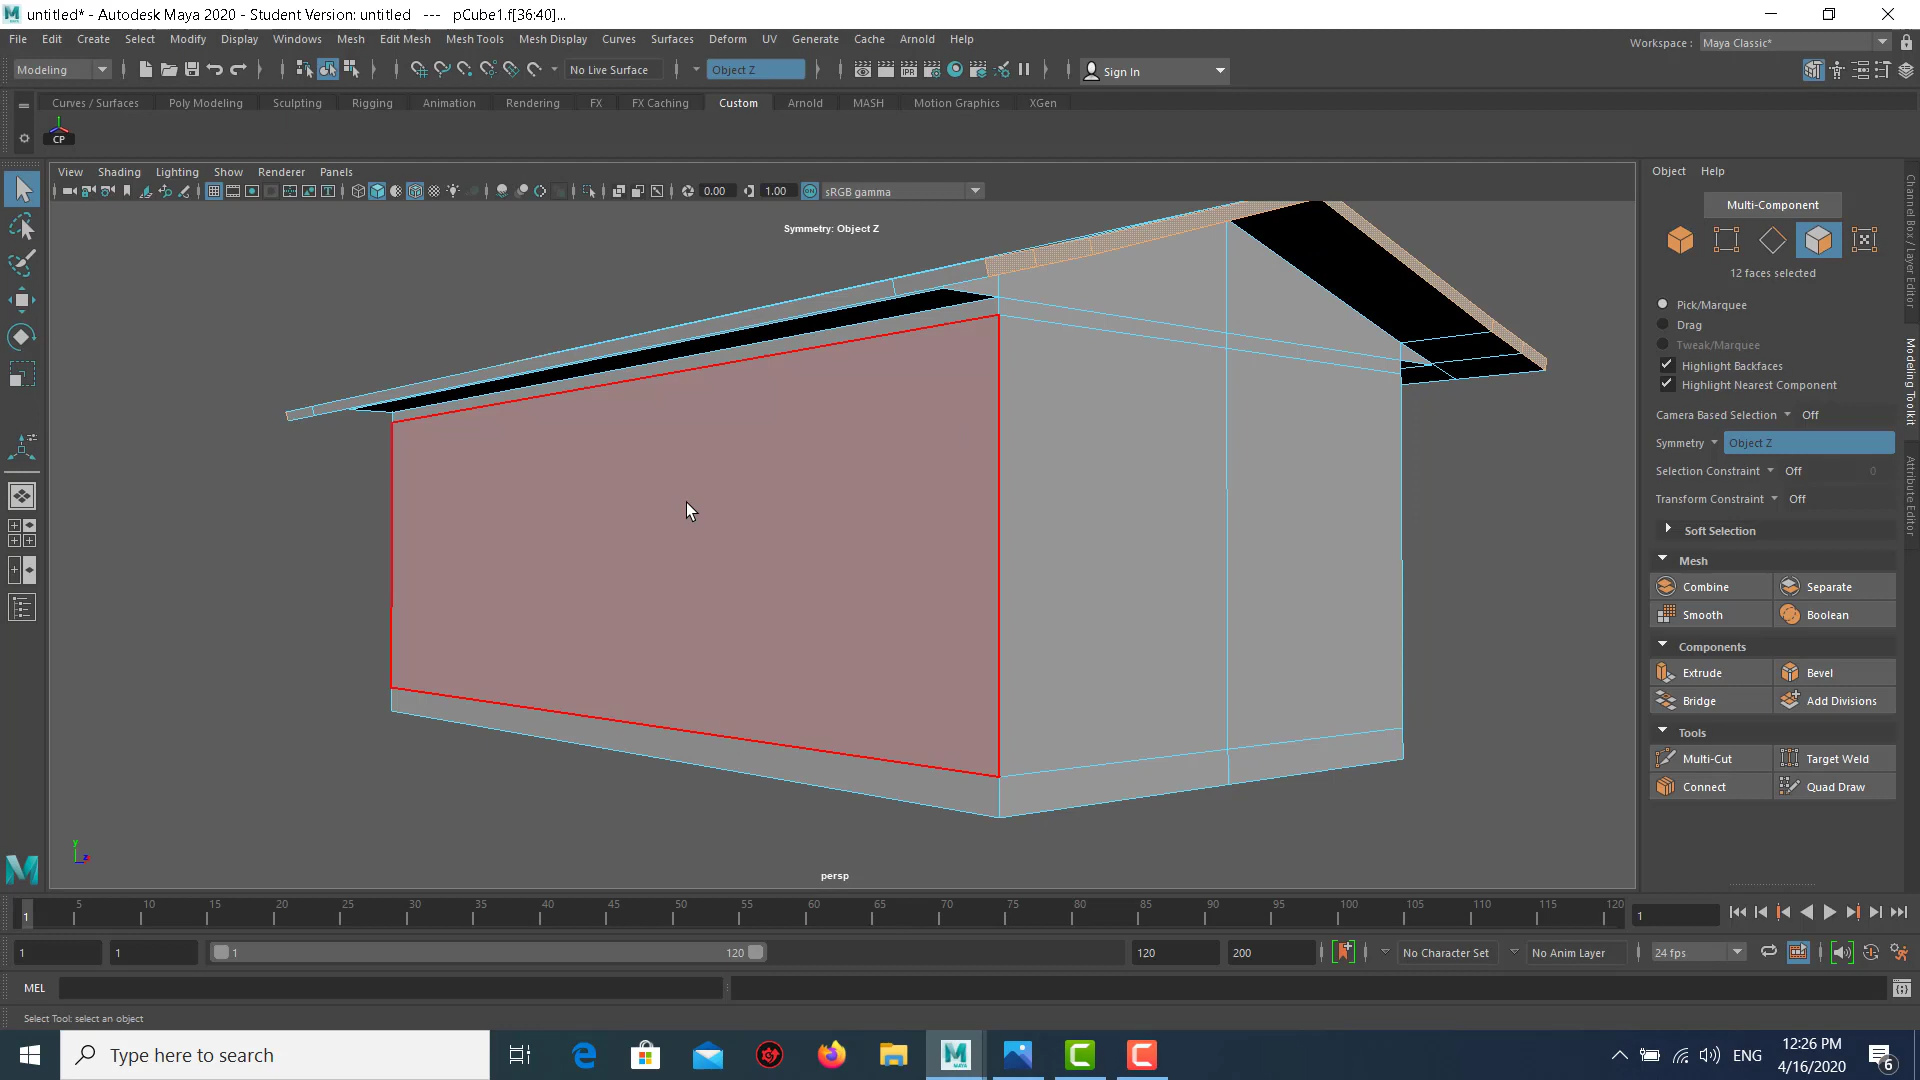 untitled* - Autodesk Maya 2020 - Student Version: untitled --- pCube1.f[36:40]...
File Edit Create Select Modify Display Windows Mesh Edit Mesh Mesh Tools Mesh Display Curves Surfaces Deform UV Generate Cache Arnold Help
Workspace : Maya Classic*
Modeling No Live Surface Object Z IPR Sign In
Curves / Surfaces Poly Modeling Sculpting Rigging Animation Rendering FX FX Caching Custom Arnold MASH Motion Graphics XGen
CP
View Shading Lighting Show Renderer Panels
0.00 1.00 ON sRGB gamma
Symmetry: Object Z
persp
y
z
Object Help
Multi-Component
12 faces selected
Pick/Marquee
Drag
Tweak/Marquee
Highlight Backfaces
Highlight Nearest Component
Camera Based Selection Off
Symmetry Object Z
Selection Constraint Off 0
Transform Constraint Off
Soft Selection
Mesh
Combine Separate
Smooth Boolean
Components
Extrude Bevel
Bridge Add Divisions
Tools
Multi-Cut Target Weld
Connect Quad Draw
Channel Box / Layer Editor
Modeling Toolkit
Attribute Editor
1 5 10 15 20 25 30 35 40 45 50 55 60 65 70 75 80 85 90 95 100 105 110 115 120
1
1 1 1 120 120 200 No Character Set No Anim Layer 24 fps
MEL
Select Tool: select an object
M
MAYA
Type here to search
ENG
12:26 PM
4/16/2020
6